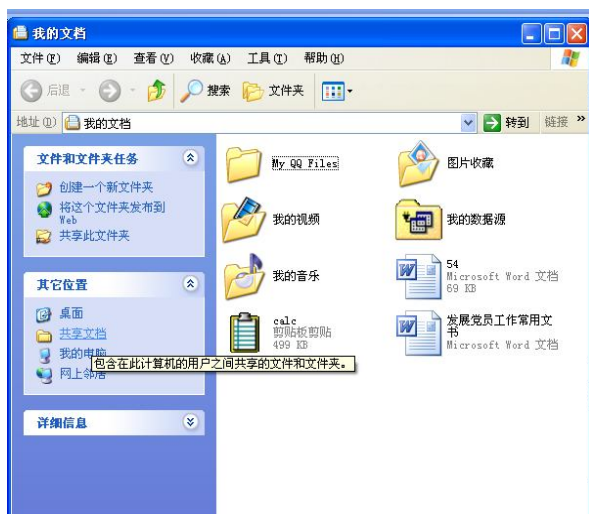 我的文档
文件(F) 编辑(E) 查看(V) 收藏(A) 工具(T) 帮助(H)
后退 搜索 文件夹
地址(D) 我的文档 转到 链接 »
文件和文件夹任务
创建一个新文件夹
将这个文件夹发布到
Web
共享此文件夹
其它位置
桌面
共享文档
我的电脑
网上邻居
包含在此计算机的用户之间共享的文件和文件夹。
详细信息
My QQ Files
图片收藏
我的视频
我的数据源
我的音乐
54
Microsoft Word 文档
69 KB
calc
剪贴板剪贴
499 KB
发展党员工作常用文
书
Microsoft Word 文档